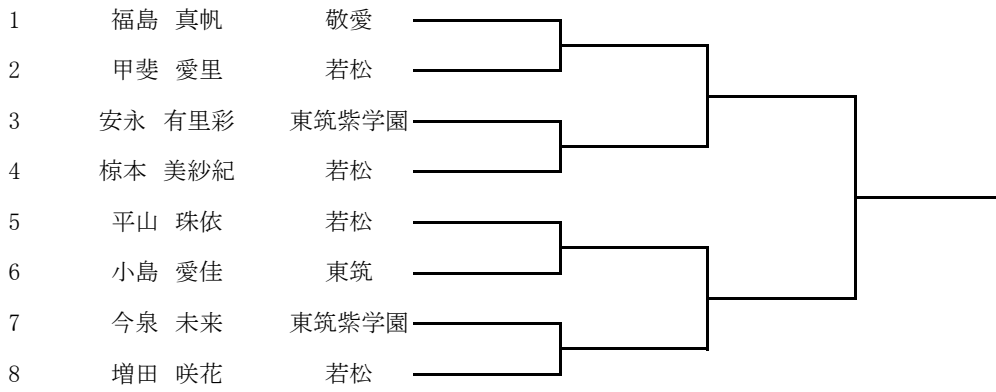 1 福島 真帆 敬愛
2 甲斐 愛里 若松
3 安永 有里彩 東筑紫学園
4 椋本 美紗紀 若松
5 平山 珠依 若松
6 小島 愛佳 東筑
7 今泉 未来 東筑紫学園
8 増田 咲花 若松